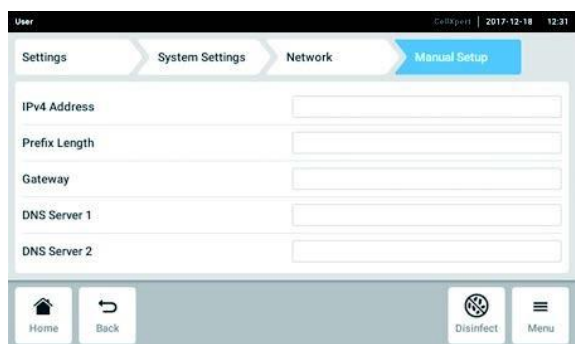 User CellXpert | 2017-12-18 12:31
Settings System Settings Network Manual Setup
IPv4 Address
Prefix Length
Gateway
DNS Server 1
DNS Server 2
Home Back Disinfect Menu